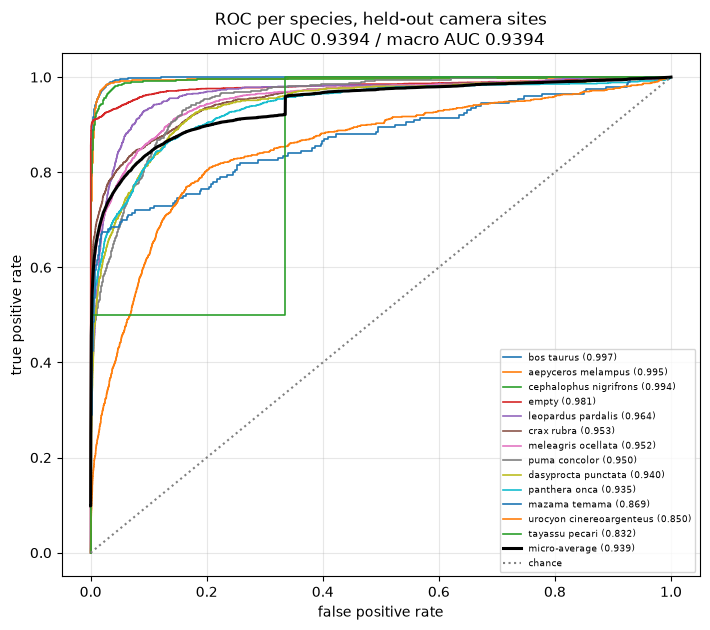 ROC per species, held-out camera sites
micro AUC 0.9394 / macro AUC 0.9394
1.0
0.8
0.6
0.4
0.2
0.0
true positive rate
bos taurus (0.997)
aepyceros melampus (0.995)
cephalophus nigrifrons (0.994)
empty (0.981)
leopardus pardalis (0.964)
crax rubra (0.953)
meleagris ocellata (0.952)
puma concolor (0.950)
dasyprocta punctata (0.940)
panthera onca (0.935)
mazama temama (0.869)
urocyon cinereoargenteus (0.850)
tayassu pecari (0.832)
micro-average (0.939)
chance
0.0 0.2 0.4 0.6 0.8 1.0
false positive rate